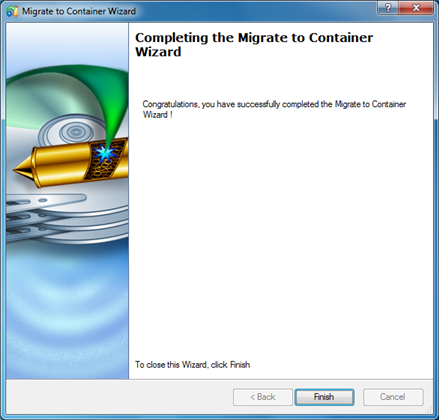 Migrate to Container Wizard
?
Completing the Migrate to Container
Wizard
Congratulations, you have successfully completed the Migrate to Container
Wizard !
To close this Wizard, click Finish
< Back Finish Cancel